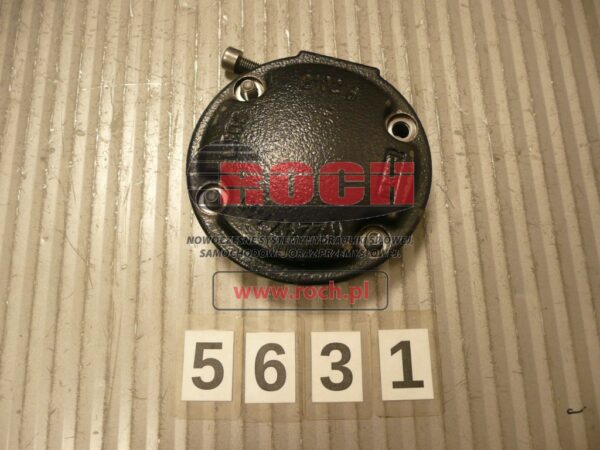 ROCH
NOWOCZESNE SYSTEMY HYDRAULIKI SIŁOWEJ
SAMOCHODOWEJ ORAZ PRZEMYSŁOWEJ.
www.roch.pl
5631